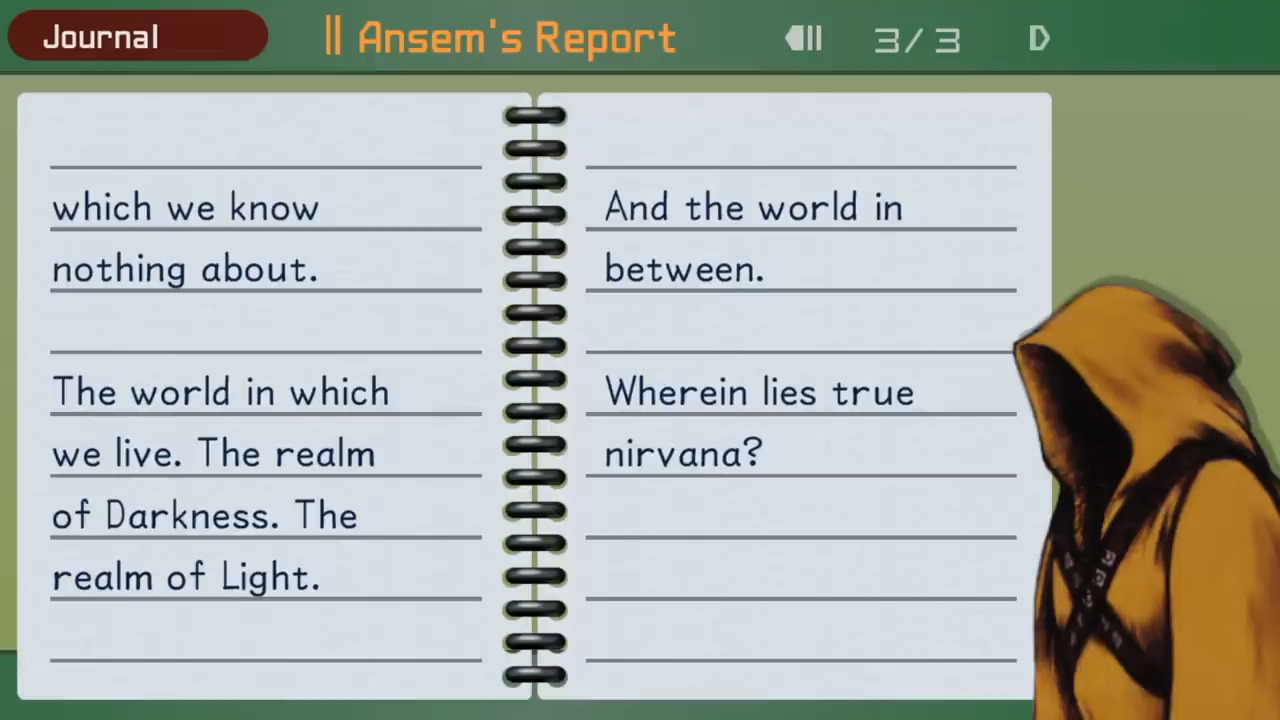 Journal
Ansem's Report
3/3
D
which we know
nothing about.
The world in which
we live. The realm
of Darkness. The
realm of Light.
And the world in
between.
Wherein lies true
nirvana?